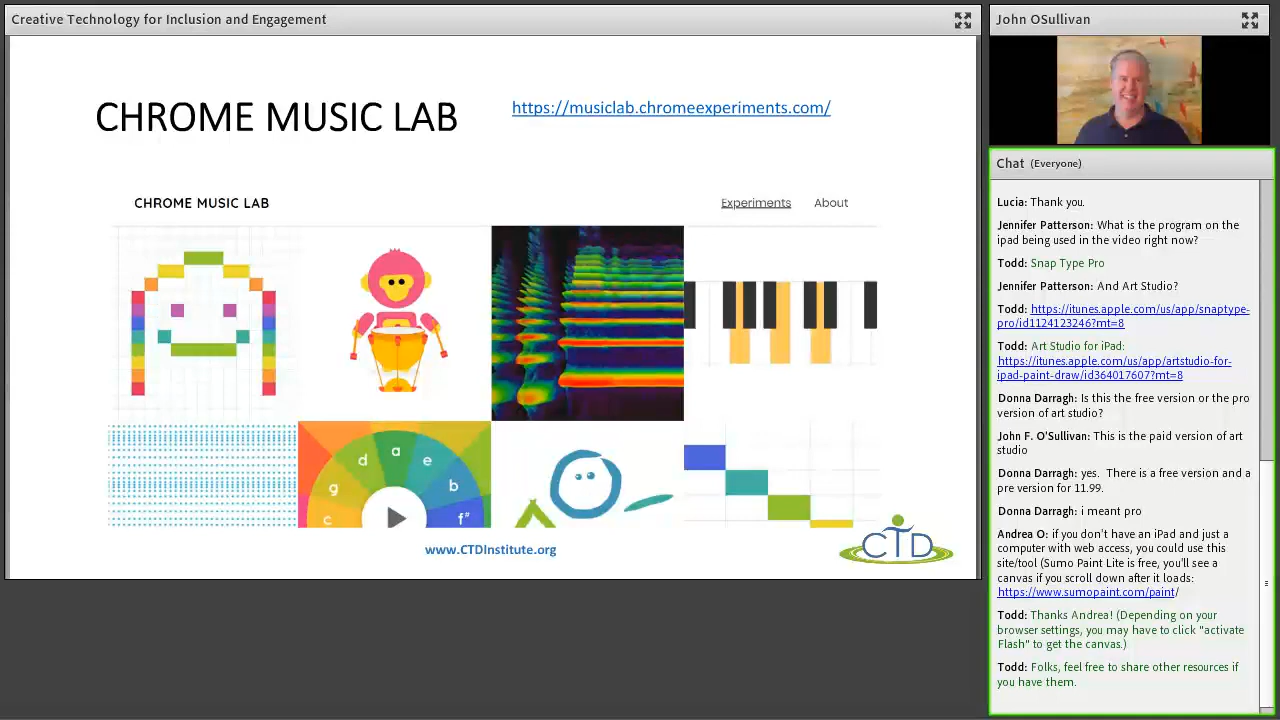 Creative Technology for Inclusion and Engagement
CHROME MUSIC LAB
https://musiclab.chromeexperiments.com/
CHROME MUSIC LAB
Experiments
About
c
g
d
a
e
b
f#
www.CTDInstitute.org
CTD
John OSullivan
Chat (Everyone)
Lucia: Thank you.
Jennifer Patterson: What is the program on the
ipad being used in the video right now?
Todd: Snap Type Pro
Jennifer Patterson: And Art Studio?
Todd: https://itunes.apple.com/us/app/snaptype-
pro/id1124123246?mt=8
Todd: Art Studio for iPad:
https://itunes.apple.com/us/app/artstudio-for-
ipad-paint-draw/id364017607?mt=8
Donna Darragh: Is this the free version or the pro
version of art studio?
John F. O'Sullivan: This is the paid version of art
studio
Donna Darragh: yes. There is a free version and a
pre version for 11.99.
Donna Darragh: i meant pro
Andrea O: if you don't have an iPad and just a
computer with web access, you could use this
site/tool (Sumo Paint Lite is free, you'll see a
canvas if you scroll down after it loads:
https://www.sumopaint.com/paint/
Todd: Thanks Andrea! (Depending on your
browser settings, you may have to click "activate
Flash" to get the canvas.)
Todd: Folks, feel free to share other resources if
you have them.